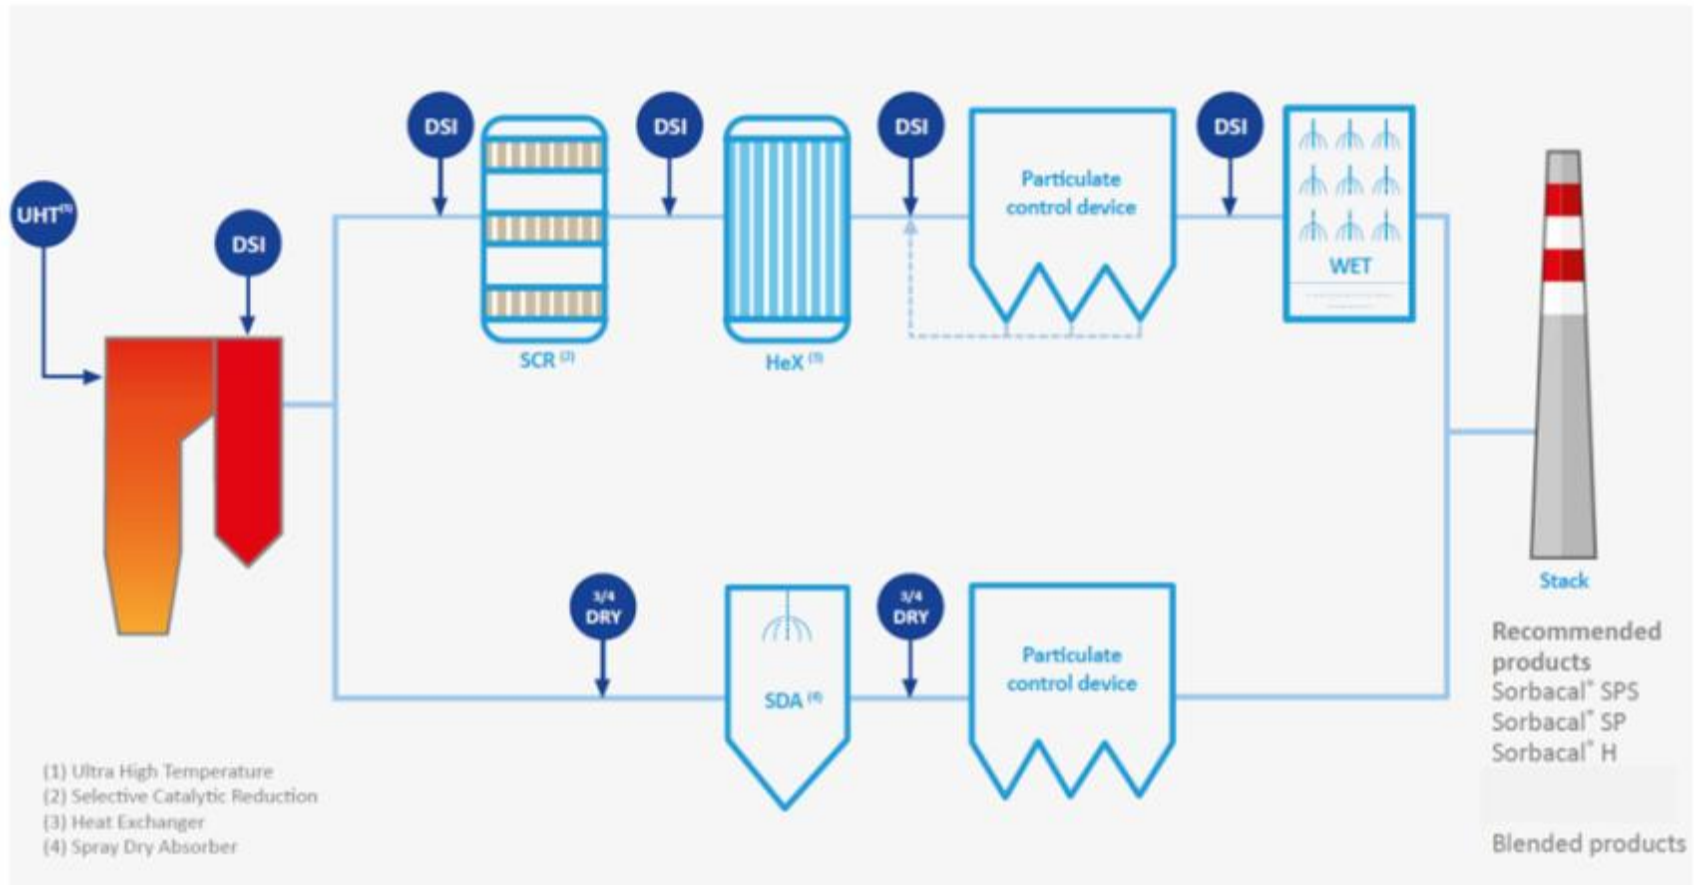 DSI
DSI
DSI
DSI
UHT(1)
DSI
Particulate
control device
WET
SCR (2)
HeX (3)
3/4
DRY
3/4
DRY
SDA (4)
Particulate
control device
Stack
Recommended
products
Sorbacal® SPS
Sorbacal® SP
Sorbacal® H
Blended products
(1) Ultra High Temperature
(2) Selective Catalytic Reduction
(3) Heat Exchanger
(4) Spray Dry Absorber